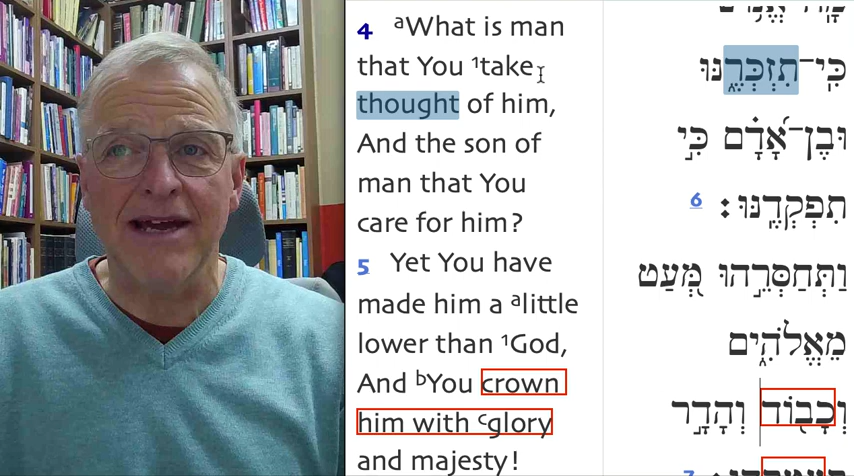 4 ªWhat is man
that You ¹take
thought of him,
And the son of
man that You
care for him?
5 Yet You have
made him a ªlittle
lower than ¹God,
And ᵇYou crown
him with ᶜglory
and majesty!
כִּֽי־תִזְכְּרֶ֑נּוּ
וּבֶן־אָ֝דָ֗ם כִּ֣י
תִפְקְדֶֽנּוּ׃ 6
וַתְּחַסְּרֵ֣הוּ מְּ֭עַט
מֵאֱלֹהִ֑ים
וְכָב֖וֹד וְהָדָ֣ר
7